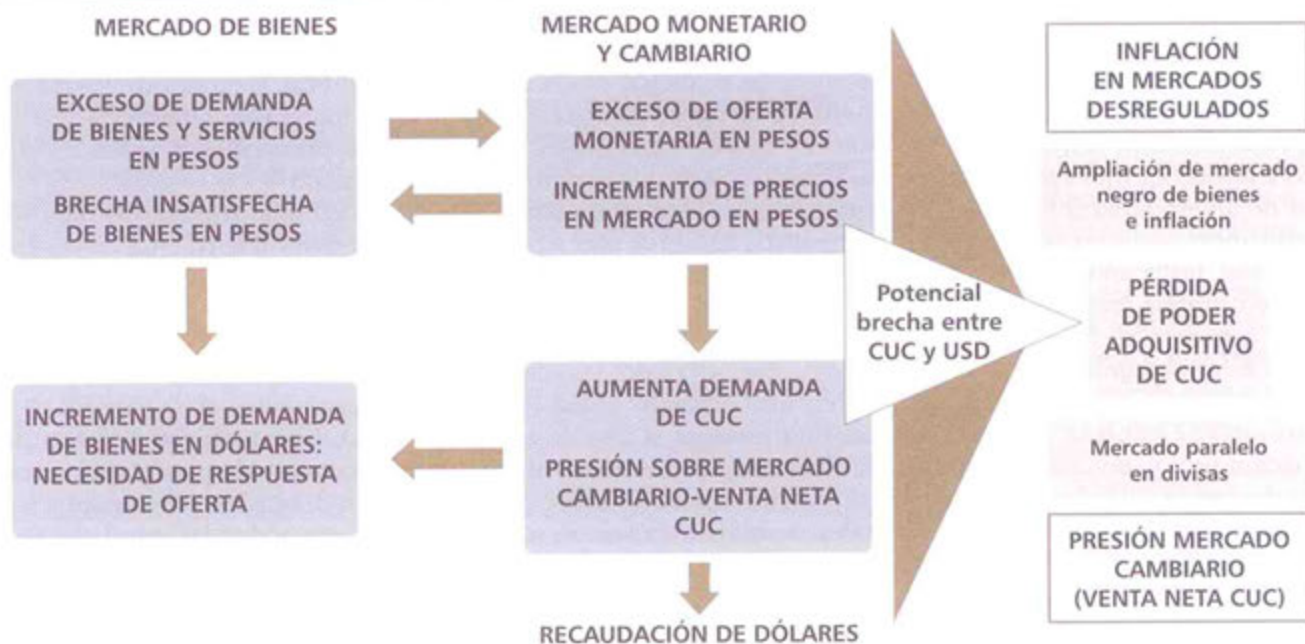 MERCADO DE BIENES
EXCESO DE DEMANDA
DE BIENES Y SERVICIOS
EN PESOS
BRECHA INSATISFECHA
DE BIENES EN PESOS
INCREMENTO DE DEMANDA
DE BIENES EN DÓLARES:
NECESIDAD DE RESPUESTA
DE OFERTA
MERCADO MONETARIO
Y CAMBIARIO
EXCESO DE OFERTA
MONETARIA EN PESOS
INCREMENTO DE PRECIOS
EN MERCADO EN PESOS
AUMENTA DEMANDA
DE CUC
PRESIÓN SOBRE MERCADO
CAMBIARIO-VENTA NETA
CUC
RECAUDACIÓN DE DÓLARES
Potencial
brecha entre
CUC y USD
INFLACIÓN
EN MERCADOS
DESREGULADOS
Ampliación de mercado
negro de bienes
e inflación
PÉRDIDA
DE PODER
ADQUISITIVO
DE CUC
Mercado paralelo
en divisas
PRESIÓN MERCADO
CAMBIARIO
(VENTA NETA CUC)